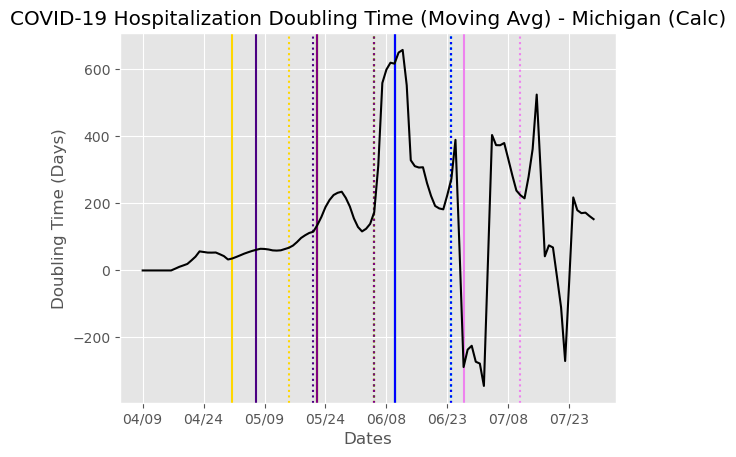 COVID-19 Hospitalization Doubling Time (Moving Avg) - Michigan (Calc)
Doubling Time (Days)
600
400
200
0
−200
04/09 04/24 05/09 05/24 06/08 06/23 07/08 07/23
Dates